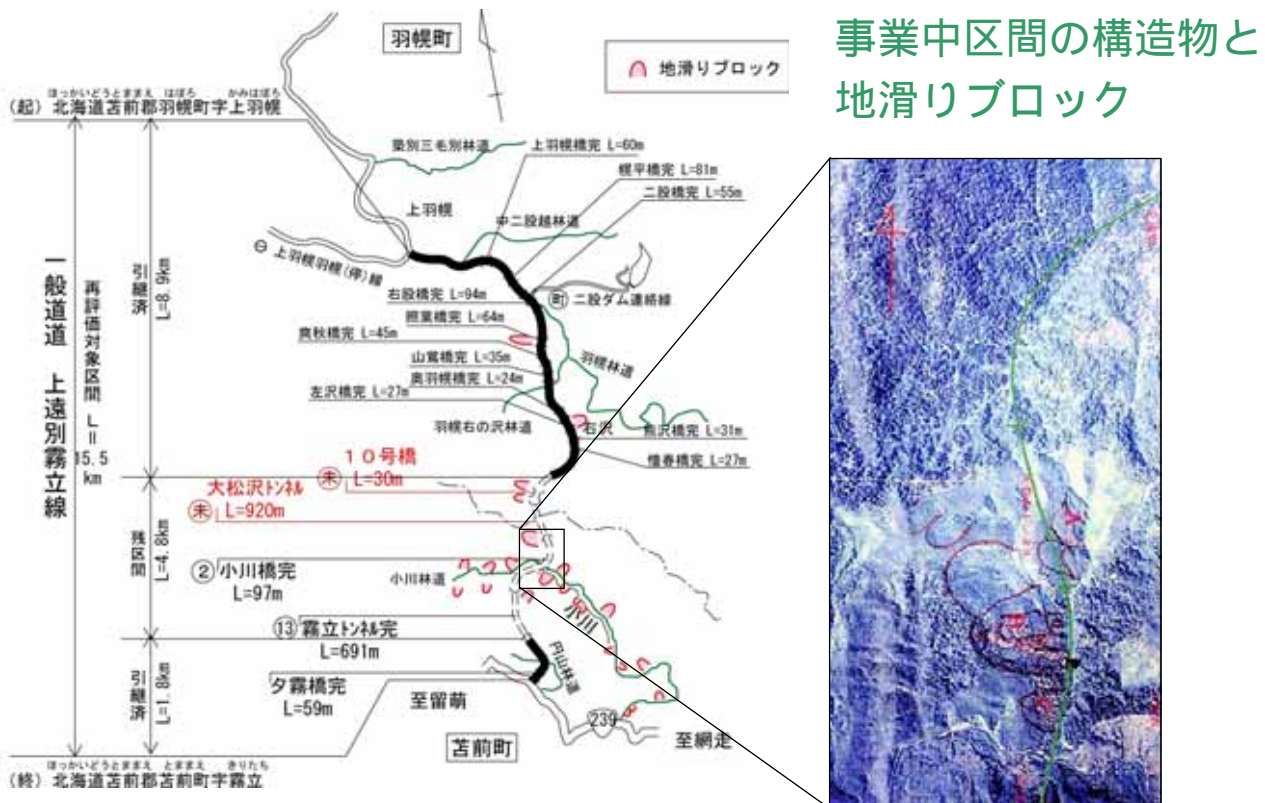 事業中区間の構造物と
地滑りブロック
羽幌町
地滑りブロック
ほっかいどうとままえ はぼろ かみはぼろ
(起) 北海道苫前郡羽幌町字上羽幌
築別三毛別林道
上羽幌橋完 L=60m
幌平橋完 L=81m
二股橋完 L=55m
上羽幌
中二股越林道
上羽幌羽幌(停)線
右股橋完 L=94m
町 二股ダム連絡線
照葉橋完 L=64m
爽秋橋完 L=45m
山鴬橋完 L=35m
羽幌林道
奥羽幌橋完 L=24m
左沢橋完 L=27m
羽幌右の沢林道
右沢
熊沢橋完 L=31m
惜春橋完 L=27m
一般道道 上遠別霧立線
再評価対象区間 L=15.5km
引継済 L=8.9km
残区間 L=4.8km
引継済 L=1.8km
10号橋
未 L=30m
大松沢トンネル
未 L=920m
②小川橋完
L=97m
小川林道
小川
⑬霧立トンネル完
L=691m
円山林道
夕霧橋完
L=59m
至留萌
239
至網走
苫前町
ほっかいどうとままえ とままえ きりたち
(終) 北海道苫前郡苫前町字霧立